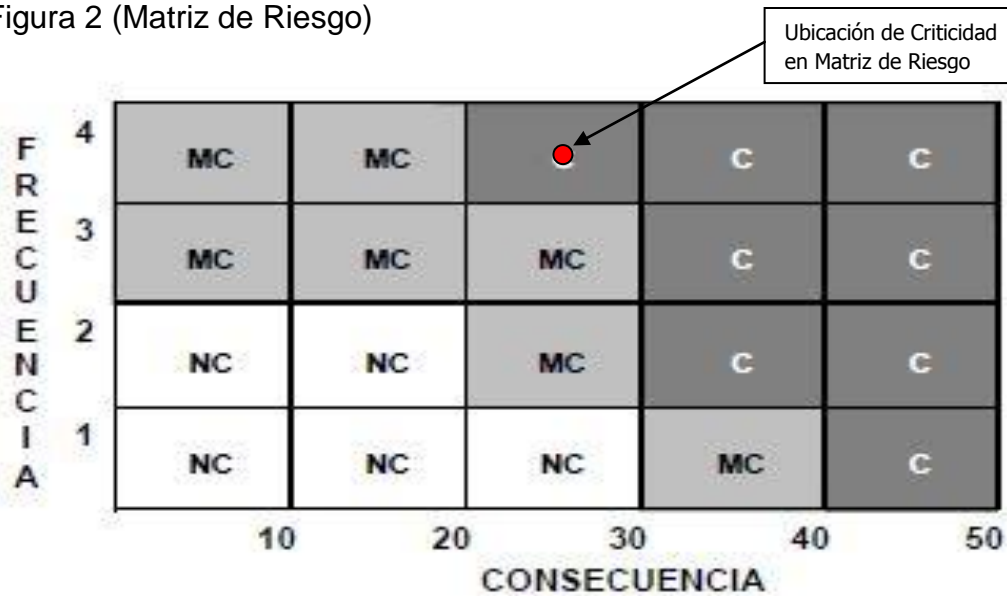 Figura 2 (Matriz de Riesgo)
Ubicación de Criticidad
en Matriz de Riesgo
FRECUENCIA
4 MC MC C C
3 MC MC MC C C
2 NC NC MC C C
1 NC NC NC MC C
10 20 30 40 50
CONSECUENCIA